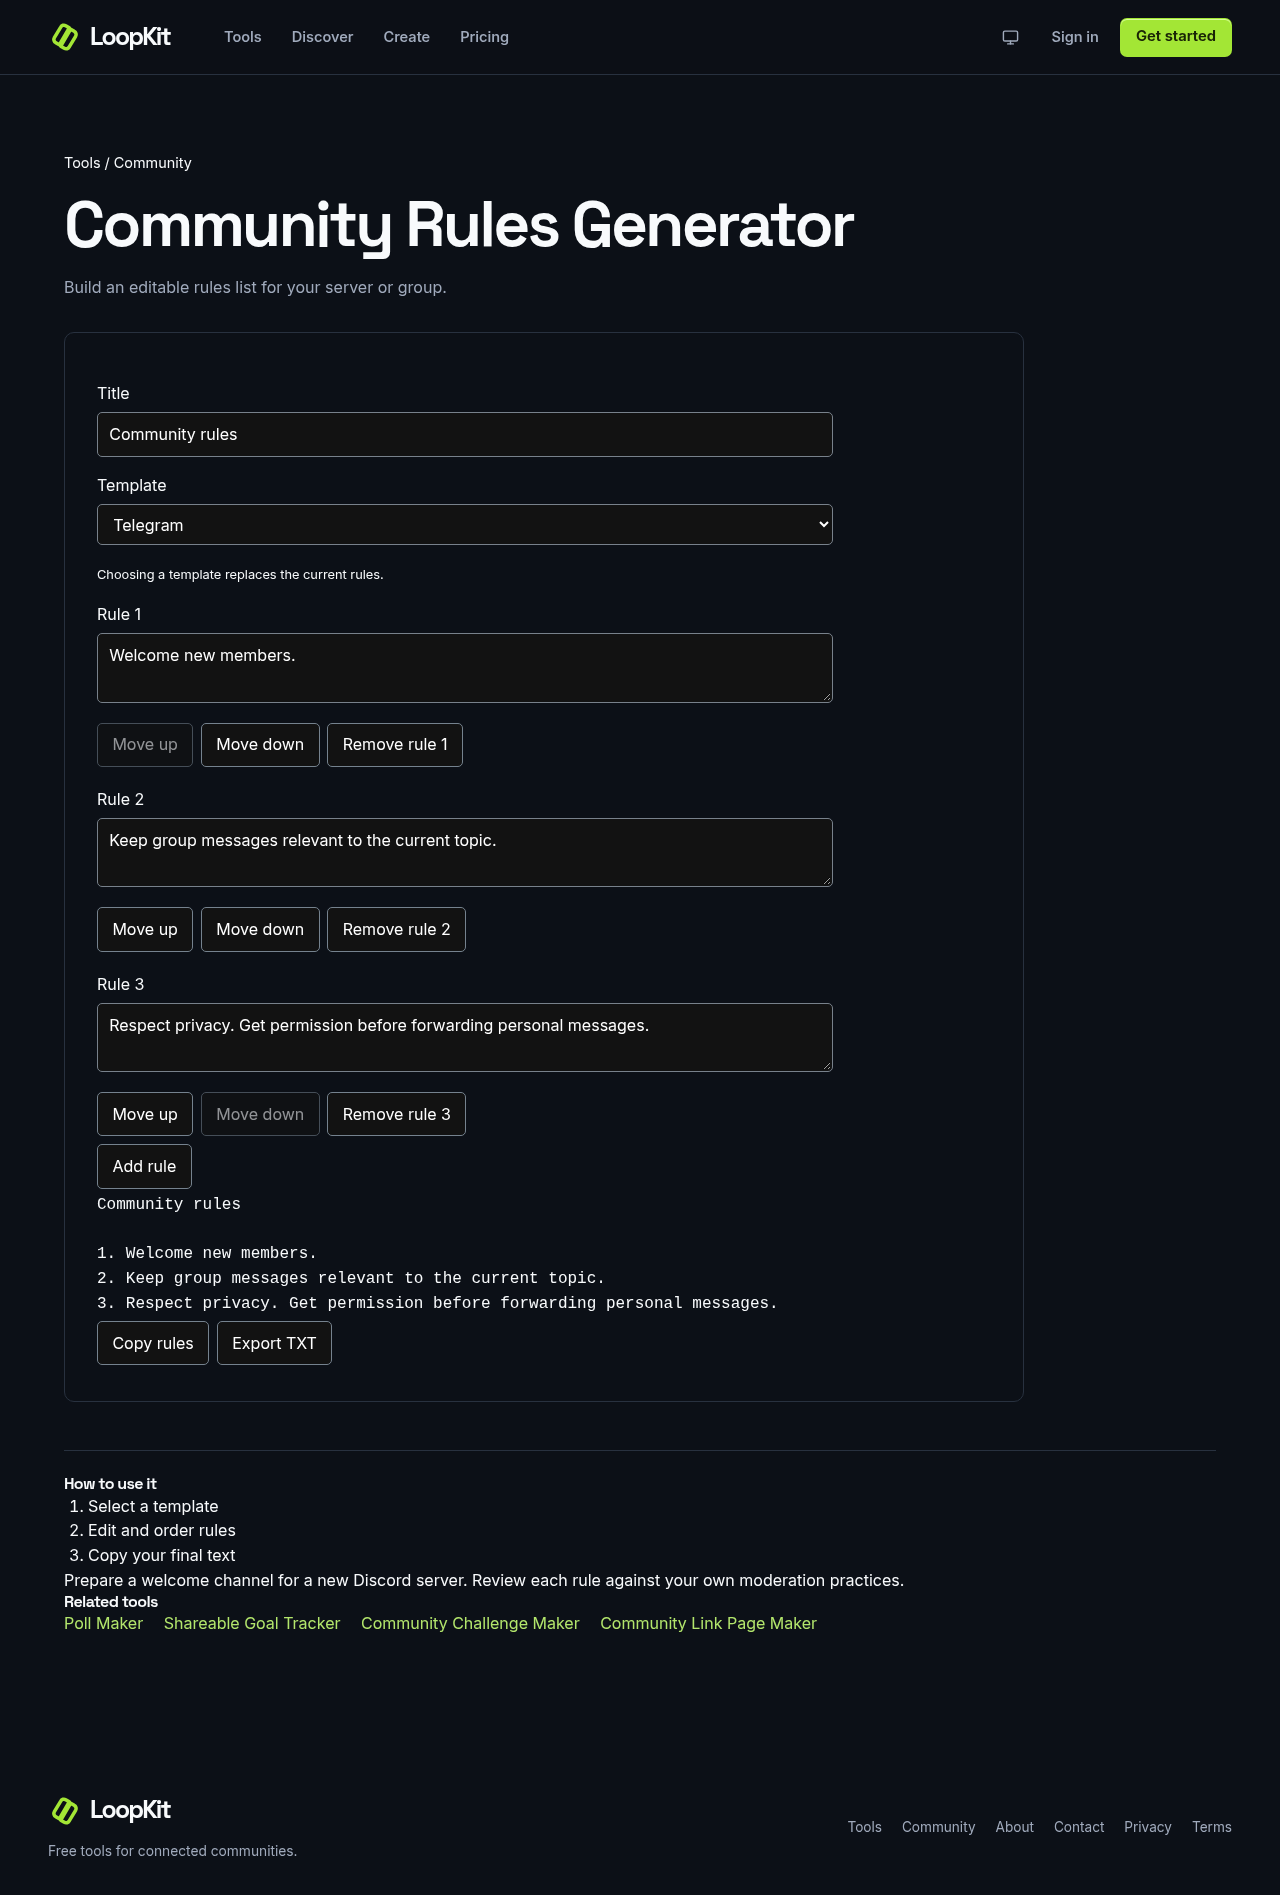 LoopKit
Tools Discover Create Pricing Sign in Get started
Tools / Community
Community Rules Generator
Build an editable rules list for your server or group.
Title
Community rules
Template
Telegram
Choosing a template replaces the current rules.
Rule 1
Welcome new members.
Move up Move down Remove rule 1
Rule 2
Keep group messages relevant to the current topic.
Move up Move down Remove rule 2
Rule 3
Respect privacy. Get permission before forwarding personal messages.
Move up Move down Remove rule 3
Add rule
Community rules
1. Welcome new members.
2. Keep group messages relevant to the current topic.
3. Respect privacy. Get permission before forwarding personal messages.
Copy rules Export TXT
How to use it
1. Select a template
2. Edit and order rules
3. Copy your final text
Prepare a welcome channel for a new Discord server. Review each rule against your own moderation practices.
Related tools
Poll Maker Shareable Goal Tracker Community Challenge Maker Community Link Page Maker
LoopKit
Free tools for connected communities.
Tools Community About Contact Privacy Terms